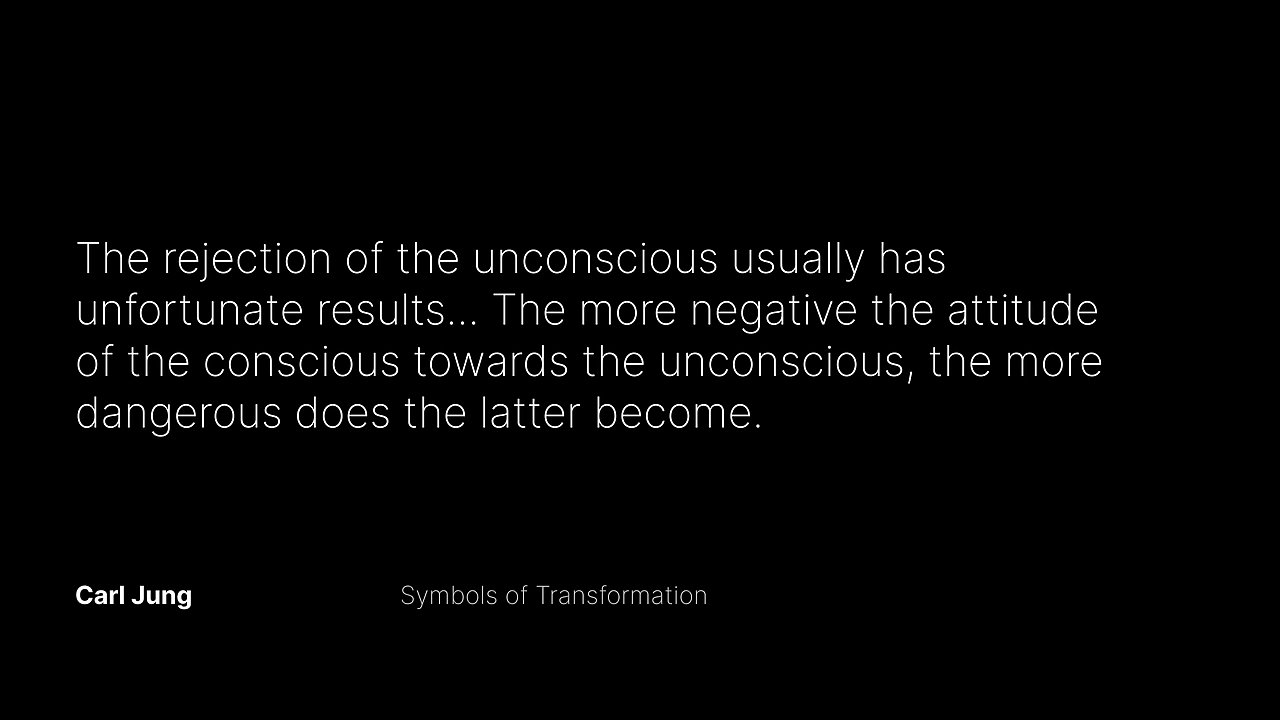 The rejection of the unconscious usually has
unfortunate results... The more negative the attitude
of the conscious towards the unconscious, the more
dangerous does the latter become.
Carl Jung
Symbols of Transformation